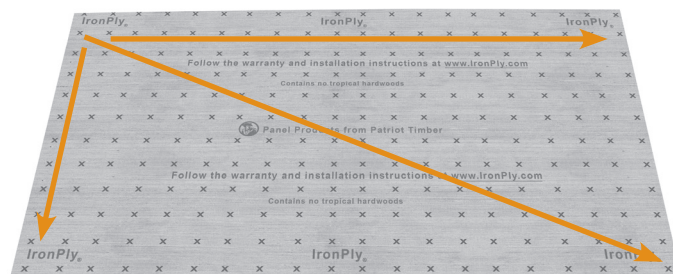 IronPly® IronPly® IronPly®
Follow the warranty and installation instructions at www.IronPly.com
Contains no tropical hardwoods
Panel Products from Patriot Timber
Follow the warranty and installation instructions at www.IronPly.com
Contains no tropical hardwoods
IronPly® IronPly® IronPly®